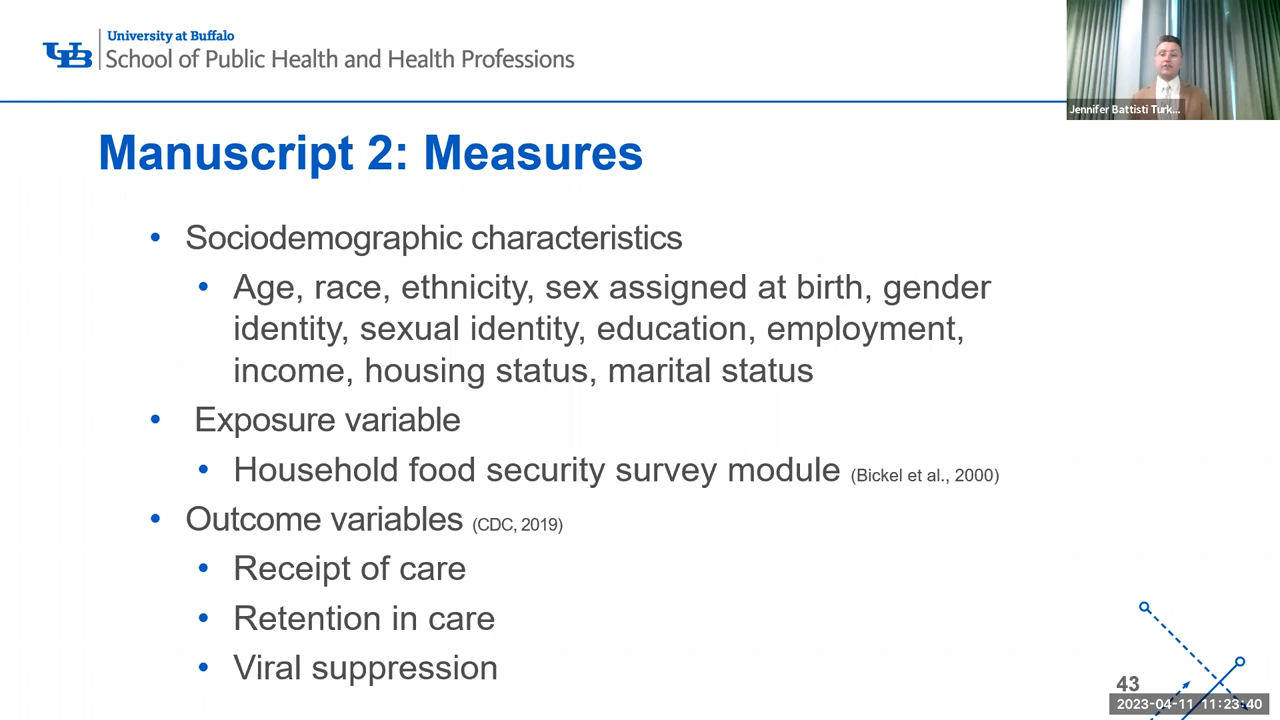 University at Buffalo
UB School of Public Health and Health Professions
Jennifer Battisti Turk...
Manuscript 2: Measures
• Sociodemographic characteristics
• Age, race, ethnicity, sex assigned at birth, gender
identity, sexual identity, education, employment,
income, housing status, marital status
• Exposure variable
• Household food security survey module (Bickel et al., 2000)
• Outcome variables (CDC, 2019)
• Receipt of care
• Retention in care
• Viral suppression
43
2023-04-11 11:23:40